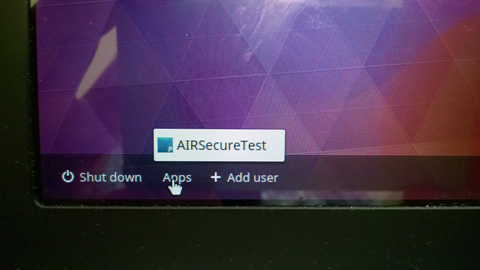 AIRSecureTest
Shut down Apps + Add user